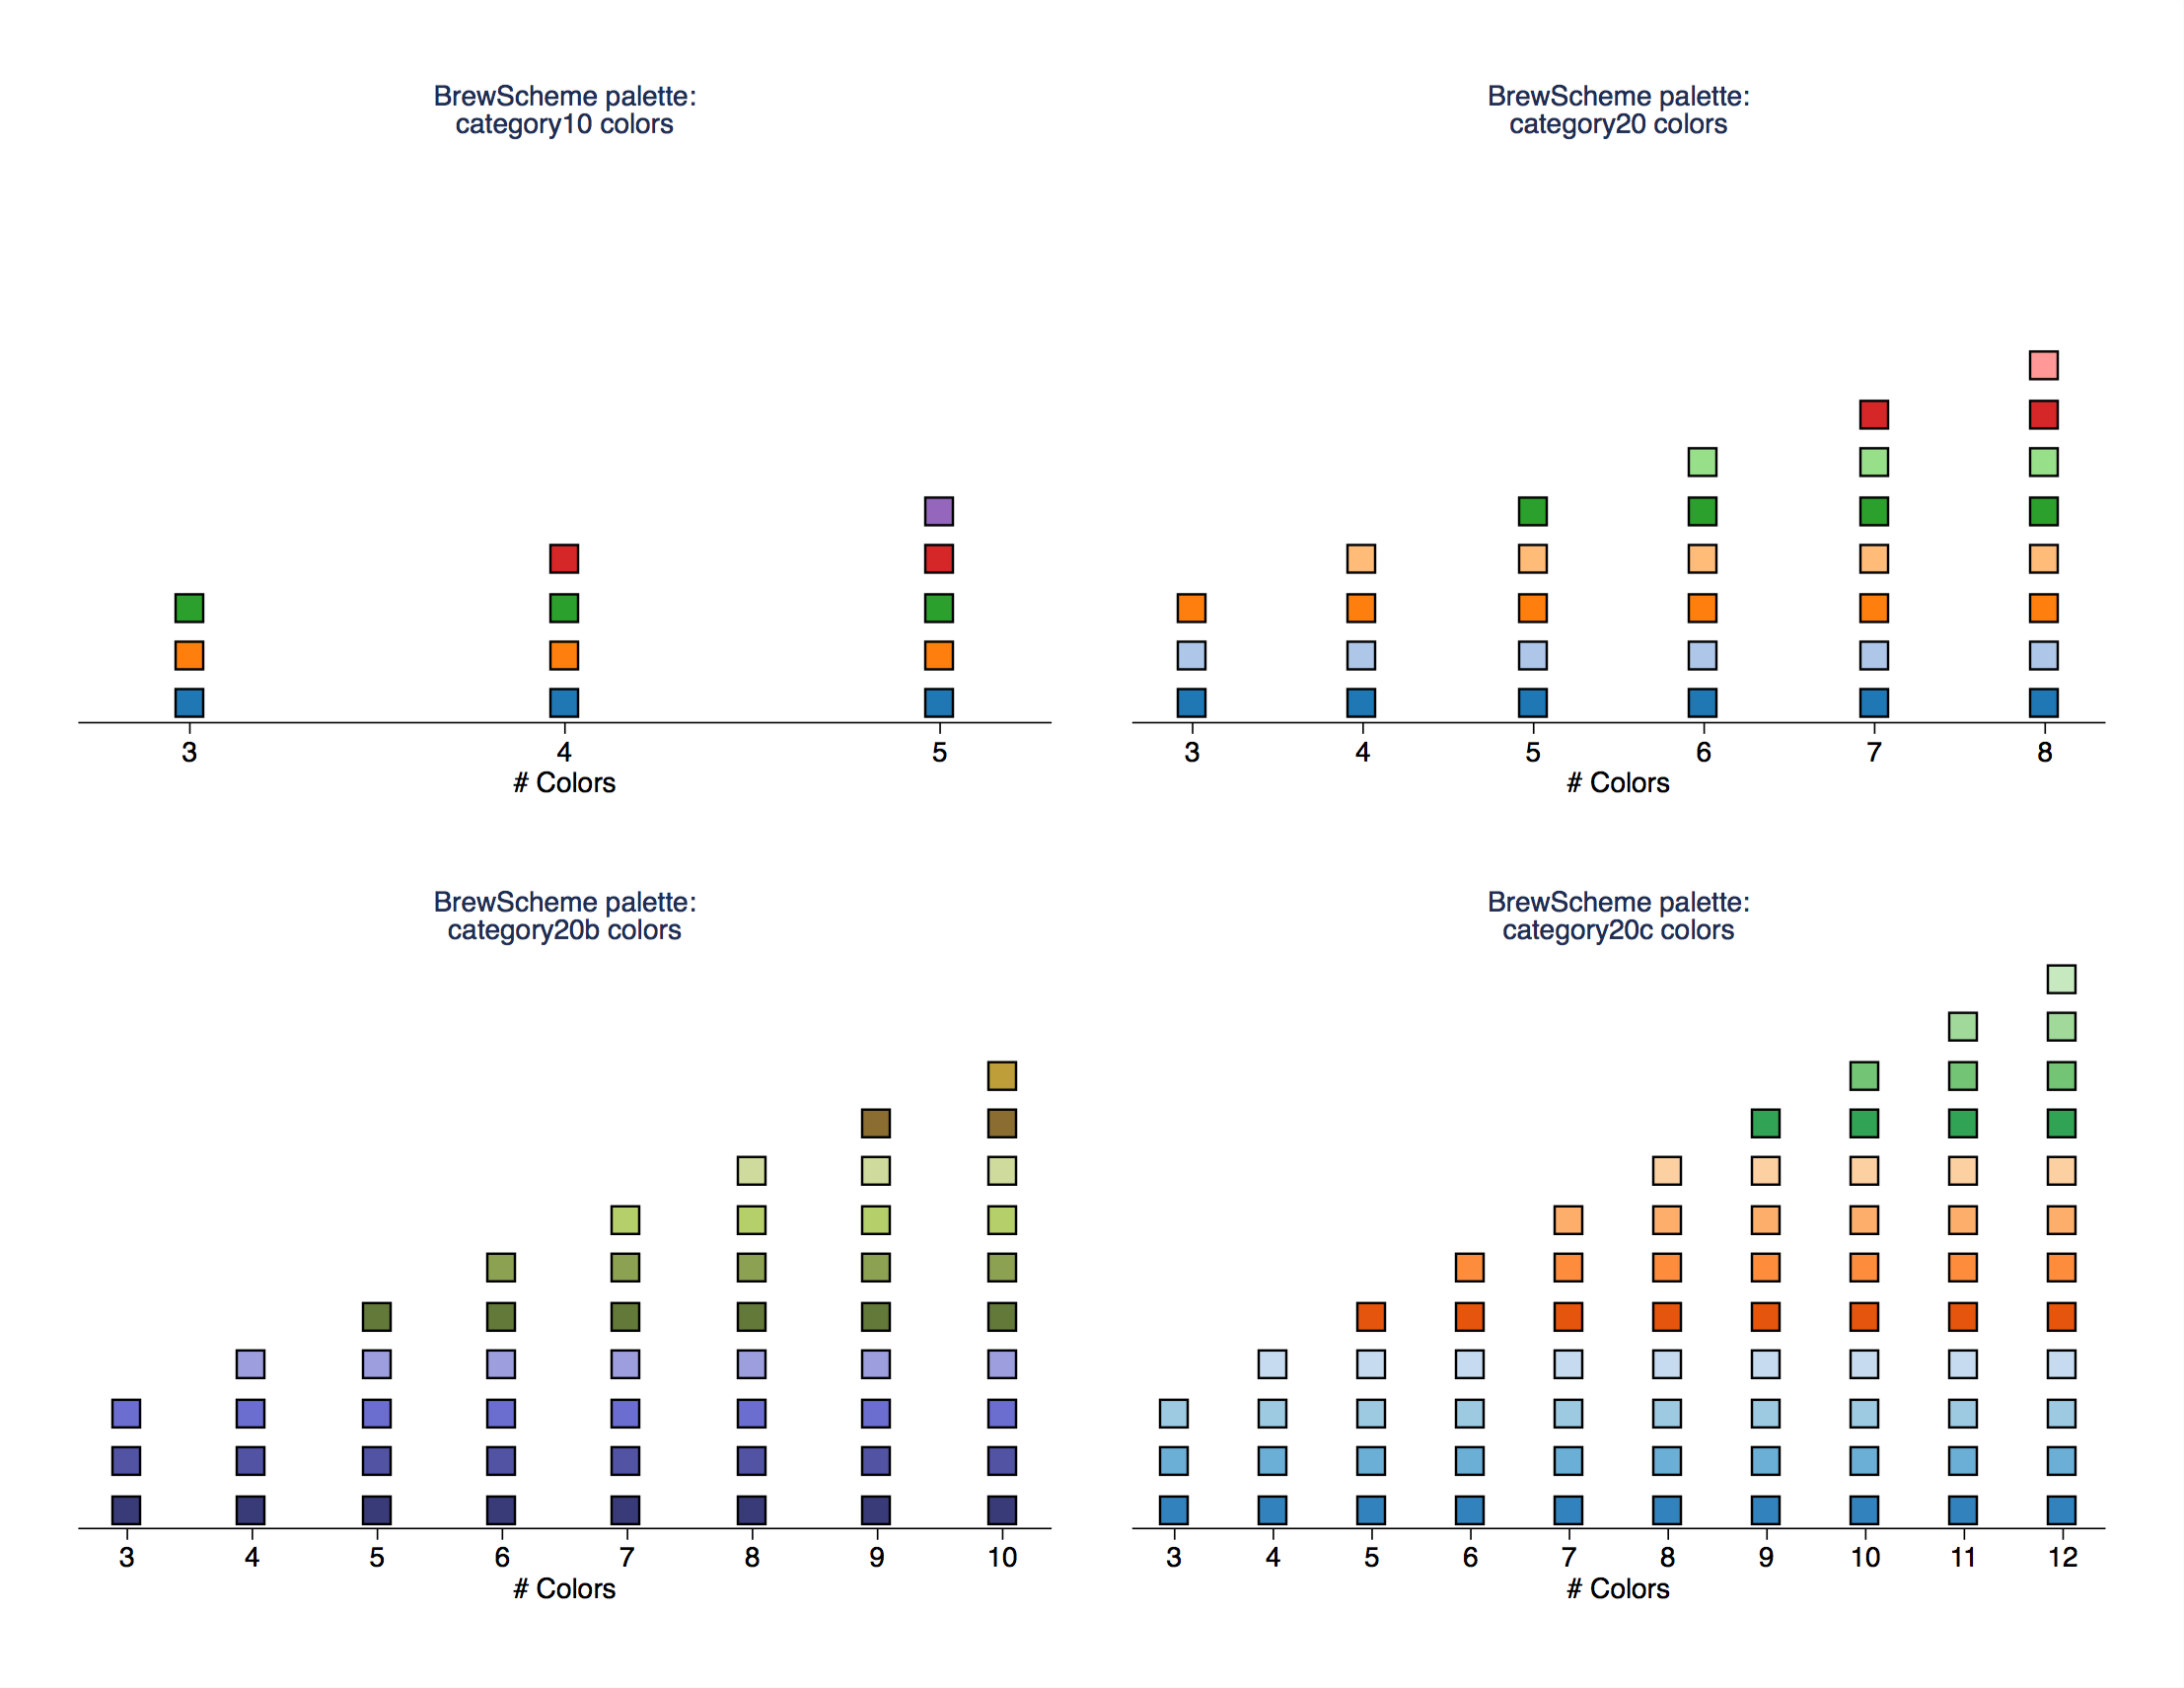 BrewScheme palette:
category10 colors
3 4 5
# Colors
BrewScheme palette:
category20 colors
3 4 5 6 7 8
# Colors
BrewScheme palette:
category20b colors
3 4 5 6 7 8 9 10
# Colors
BrewScheme palette:
category20c colors
3 4 5 6 7 8 9 10 11 12
# Colors